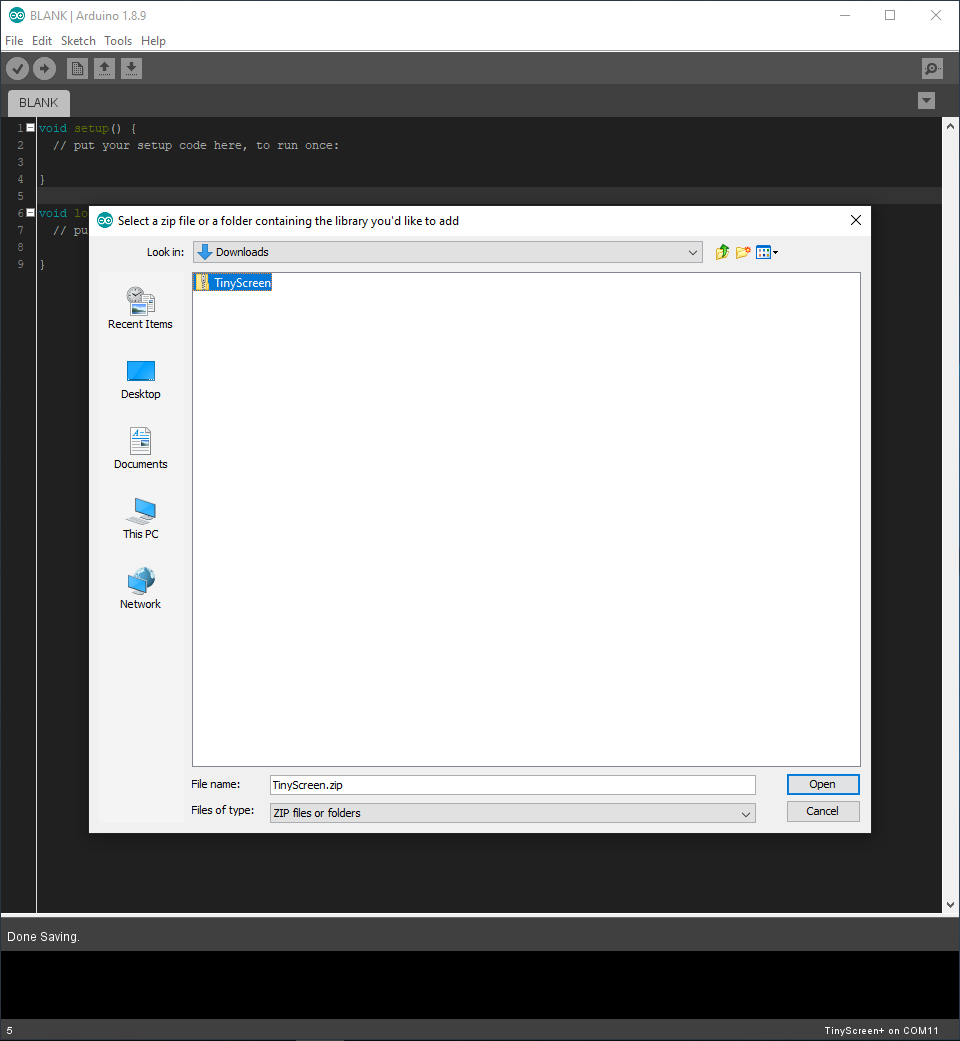 BLANK | Arduino 1.8.9
File Edit Sketch Tools Help
BLANK
1 void setup() {
2 // put your setup code here, to run once:
3
4 }
5
6 void lo
7 // pu
8
9 }
Select a zip file or a folder containing the library you'd like to add
Look in: Downloads
TinyScreen
Recent Items
Desktop
Documents
This PC
Network
File name: TinyScreen.zip Open
Files of type: ZIP files or folders Cancel
Done Saving.
5 TinyScreen+ on COM11